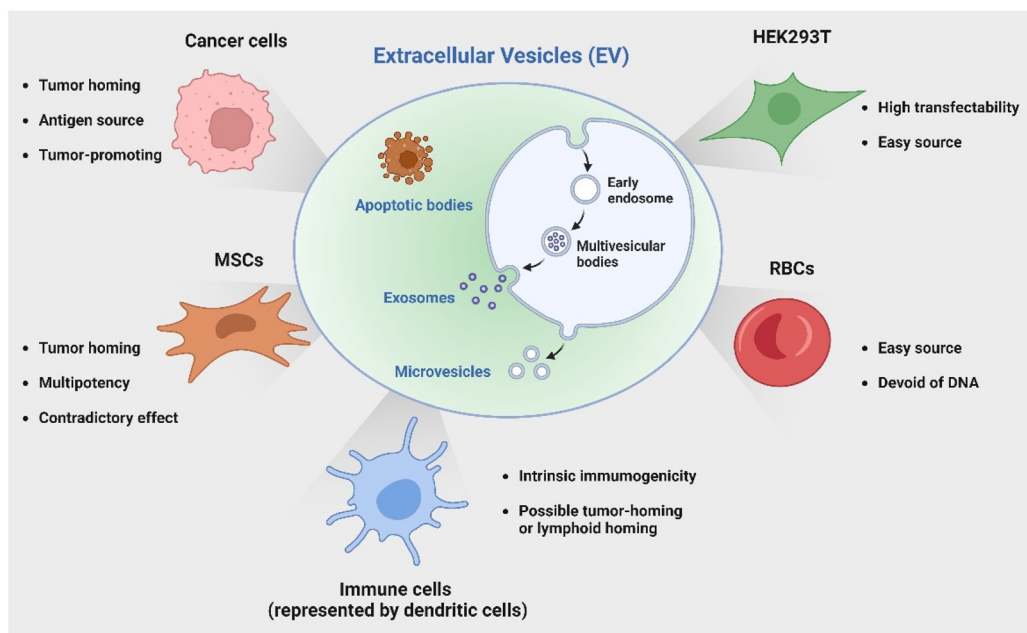 Extracellular Vesicles (EV)
Cancer cells
• Tumor homing
• Antigen source
• Tumor-promoting
HEK293T
• High transfectability
• Easy source
Apoptotic bodies
Early
endosome
Multivesicular
bodies
Exosomes
Microvesicles
MSCs
• Tumor homing
• Multipotency
• Contradictory effect
RBCs
• Easy source
• Devoid of DNA
• Intrinsic immumogenicity
• Possible tumor-homing
or lymphoid homing
Immune cells
(represented by dendritic cells)